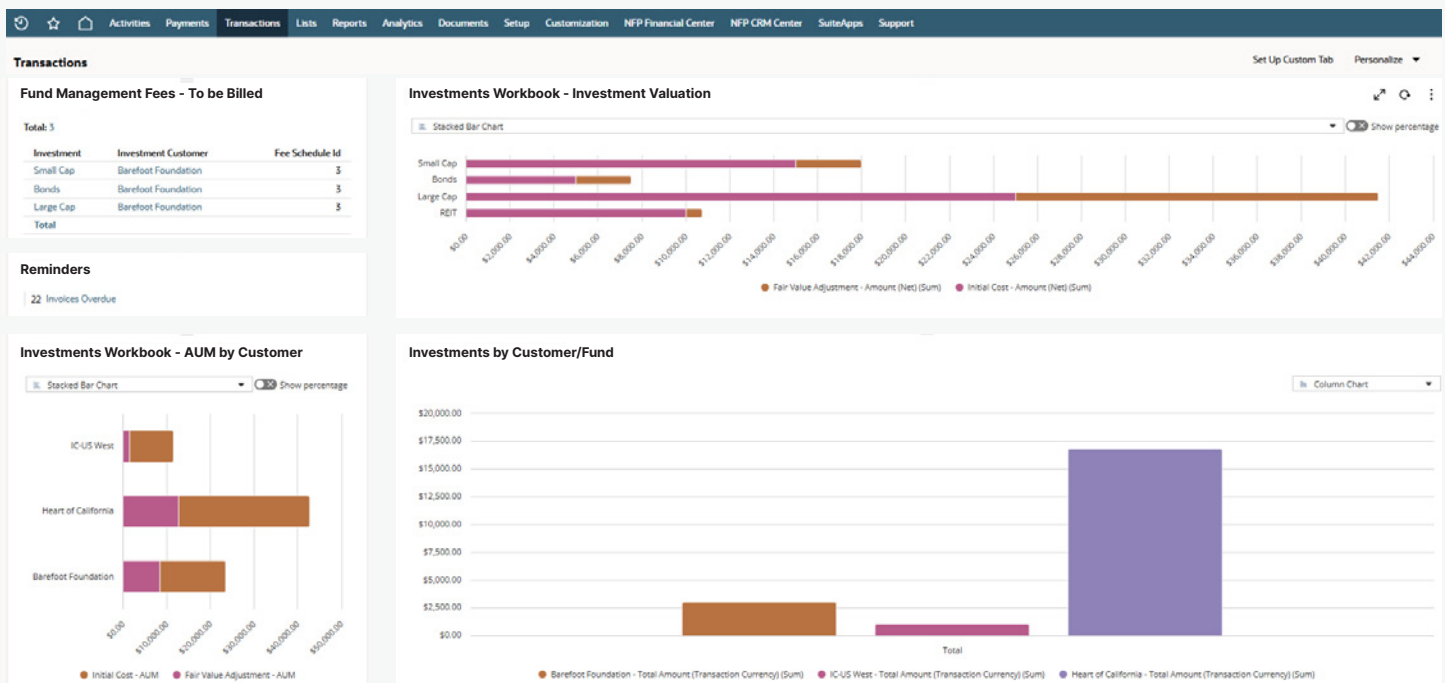 Activities Payments Transactions Lists Reports Analytics Documents Setup Customization NFP Financial Center NFP CRM Center SuiteApps Support
Transactions
Set Up Custom Tab Personalize
Fund Management Fees - To be Billed
Total: 3
Investment Investment Customer Fee Schedule Id
Small Cap Barefoot Foundation 3
Bonds Barefoot Foundation 3
Large Cap Barefoot Foundation 3
Total
Reminders
22 Invoices Overdue
Investments Workbook - Investment Valuation
Stacked Bar Chart
Show percentage
Small Cap
Bonds
Large Cap
REIT
$0.00 $2,000.00 $4,000.00 $6,000.00 $8,000.00 $10,000.00 $12,000.00 $14,000.00 $16,000.00 $18,000.00 $20,000.00 $22,000.00 $24,000.00 $26,000.00 $28,000.00 $30,000.00 $32,000.00 $34,000.00 $36,000.00 $38,000.00 $40,000.00 $42,000.00 $44,000.00
Fair Value Adjustment - Amount (Net) (Sum) Initial Cost - Amount (Net) (Sum)
Investments Workbook - AUM by Customer
Stacked Bar Chart
Show percentage
IC-US West
Heart of California
Barefoot Foundation
$0.00 $10,000.00 $20,000.00 $30,000.00 $40,000.00 $50,000.00
Initial Cost - AUM Fair Value Adjustment - AUM
Investments by Customer/Fund
Column Chart
$20,000.00
$17,500.00
$15,000.00
$12,500.00
$10,000.00
$7,500.00
$5,000.00
$2,500.00
$0.00
Total
Barefoot Foundation - Total Amount (Transaction Currency) (Sum) IC-US West - Total Amount (Transaction Currency) (Sum) Heart of California - Total Amount (Transaction Currency) (Sum)